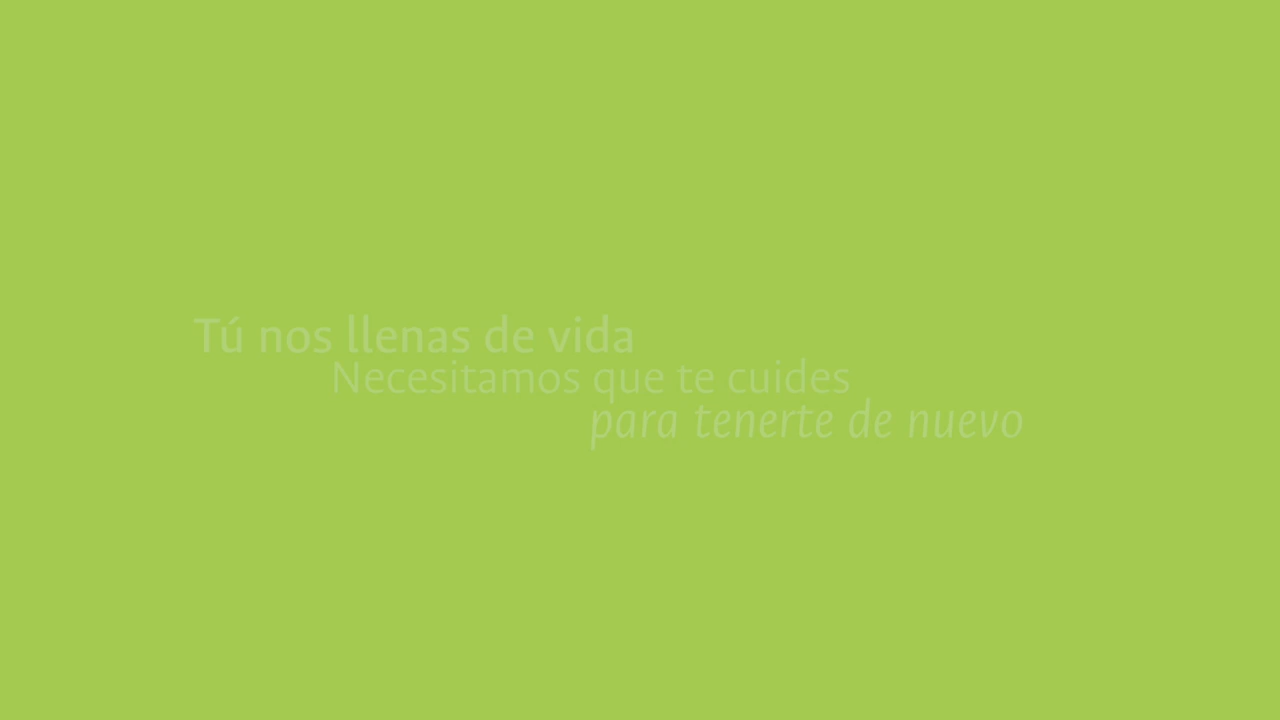 Tú nos llenas de vida
Necesitamos que te cuides
para tenerte de nuevo